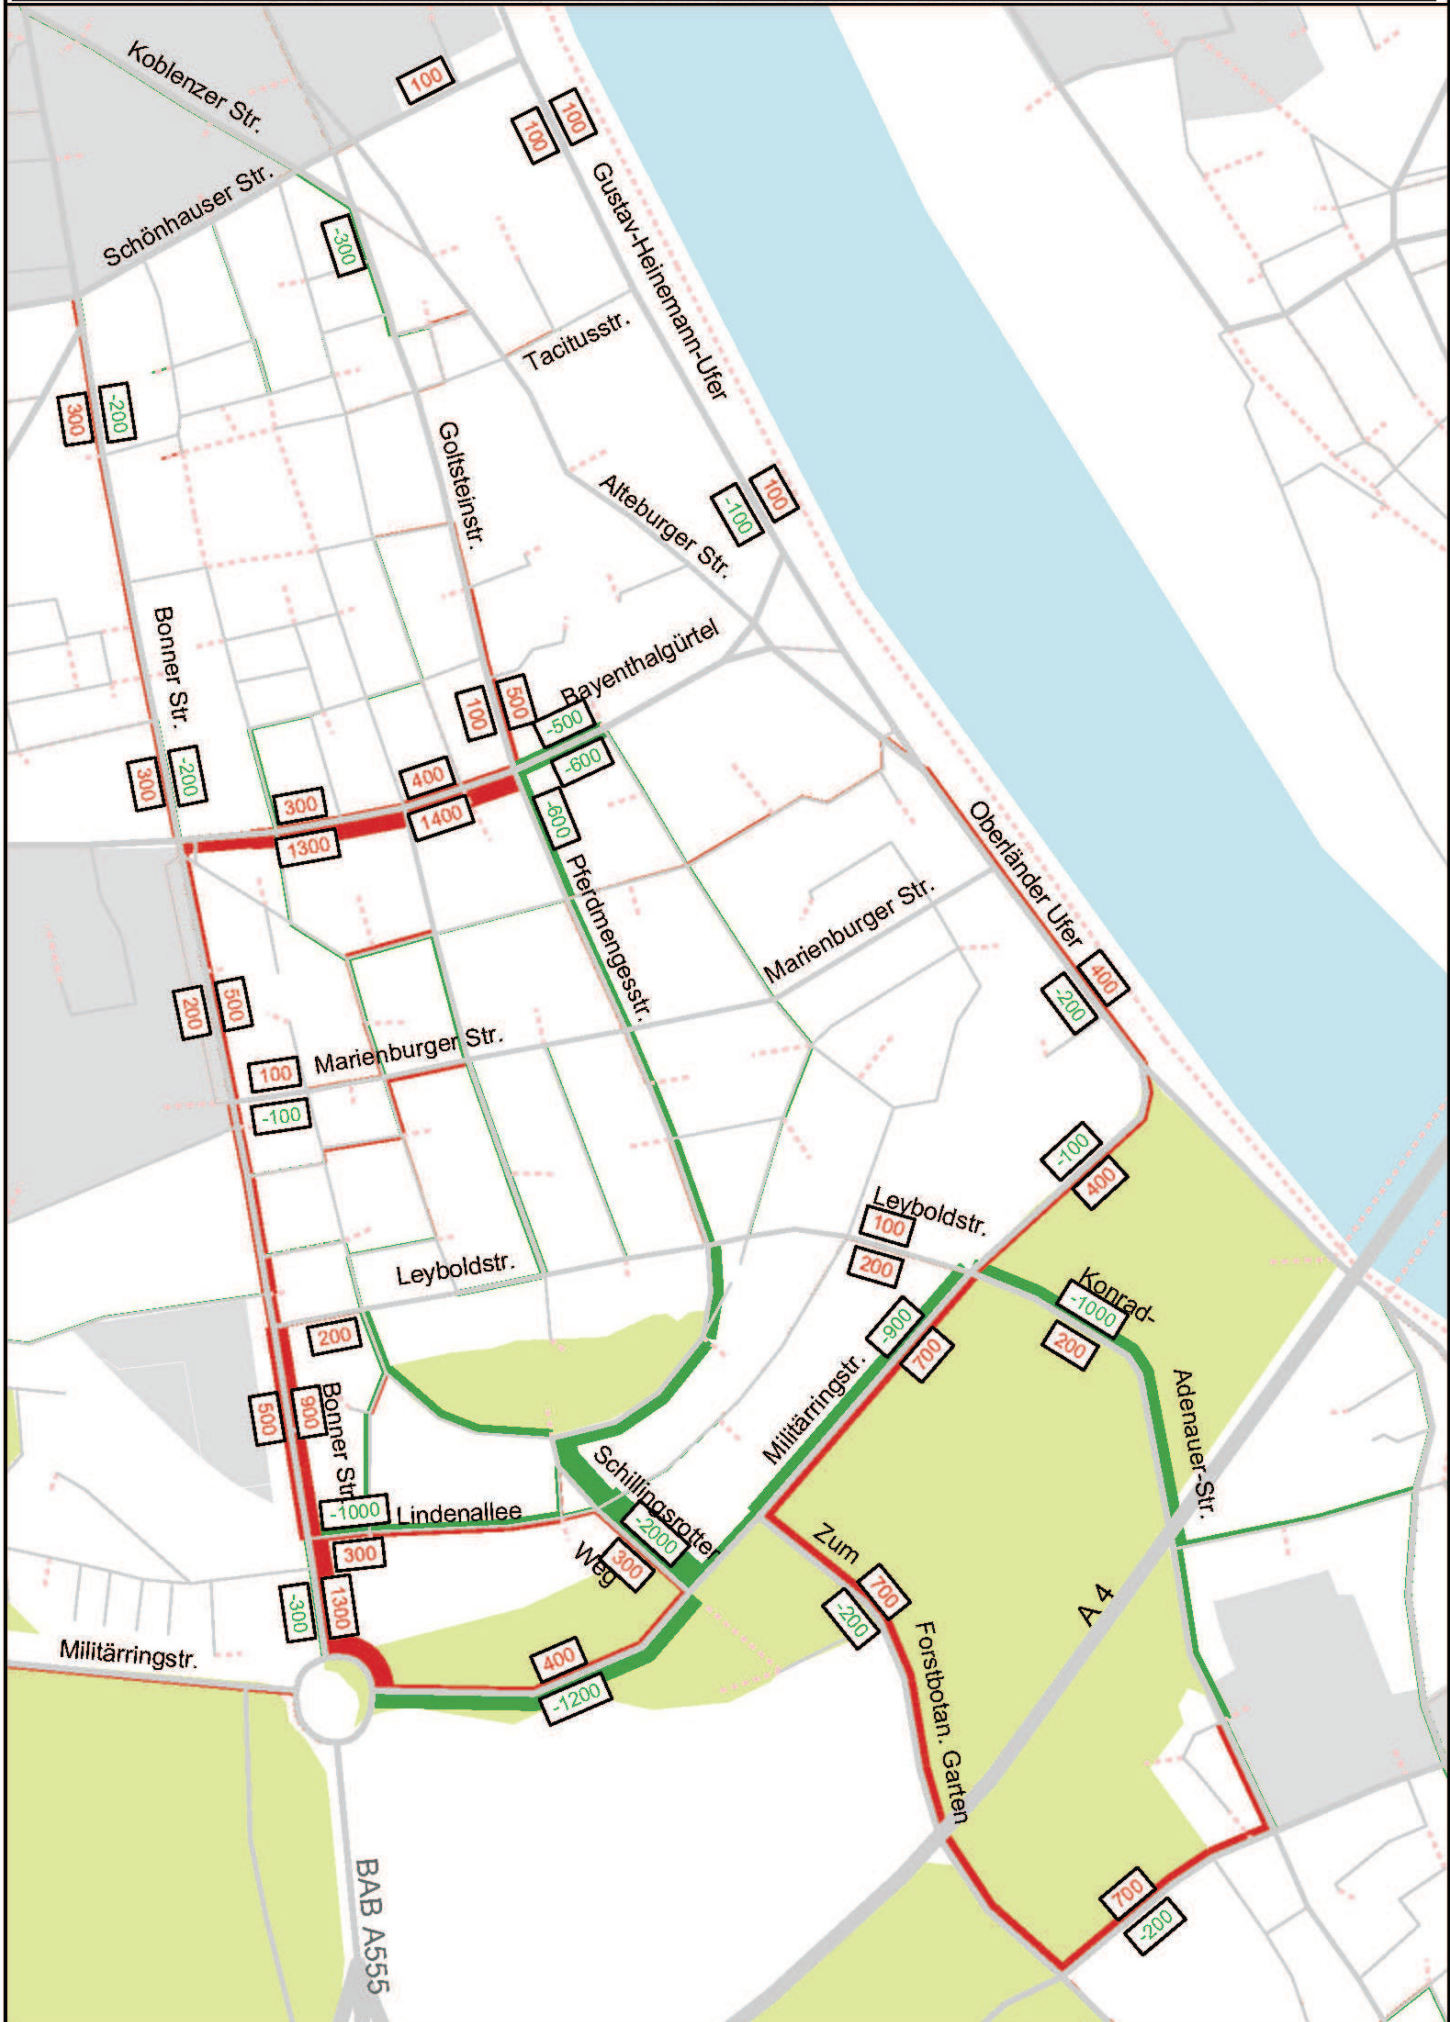 Koblenzer Str.
100
100
100
Schönhauser Str.
-300
Gustav-Heinemann-Ufer
Tacitusstr.
300
-200
Goltsteinstr.
Alteburger Str.
-100
100
Bonner Str.
Bayenthalgürtel
100
500
-500
-600
300
-200
400
300
1400
1300
-600
Pferdmengesstr.
Oberländer Ufer
Marienburger Str.
400
-200
200
500
Marienburger Str.
100
-100
-100
400
Leyboldstr.
100
200
Leyboldstr.
Konrad-
-1000
200
Adenauer-Str.
-900
700
200
500
900
Bonner Str.
Militärringstr.
Schillingsrotter
Weg
-2000
300
-1000
Lindenallee
300
Zum
700
-200
Forstbotan. Garten
A 4
-300
1300
Militärringstr.
400
-1200
BAB A555
700
-200